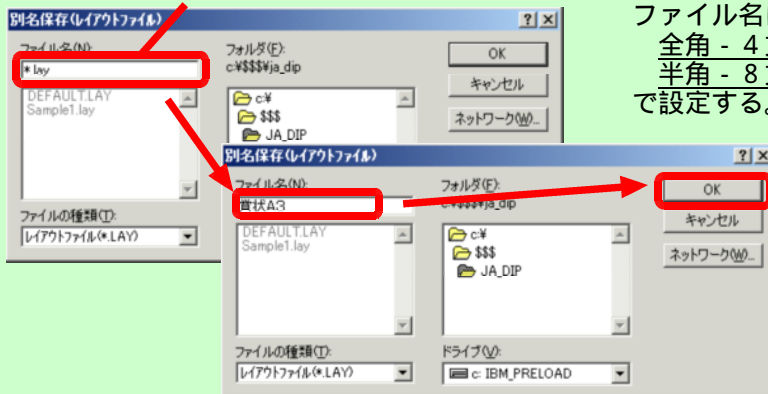 別名保存(レイアウトファイル)
ファイル名(N):
*.lay
DEFAULT.LAY
Sample1.lay
ファイルの種類(T):
レイアウトファイル(*.LAY)
フォルダ(F):
c:¥$$$¥ja_dip
c:¥
$$$
JA_DIP
OK
キャンセル
ネットワーク(W)...
ファイル名
全角 - 4
半角 - 8
で設定する。
別名保存(レイアウトファイル)
ファイル名(N):
賞状A3
DEFAULT.LAY
Sample1.lay
ファイルの種類(T):
レイアウトファイル(*.LAY)
フォルダ(F):
c:¥$$$¥ja_dip
c:¥
$$$
JA_DIP
ドライブ(V):
c: IBM_PRELOAD
OK
キャンセル
ネットワーク(W)...